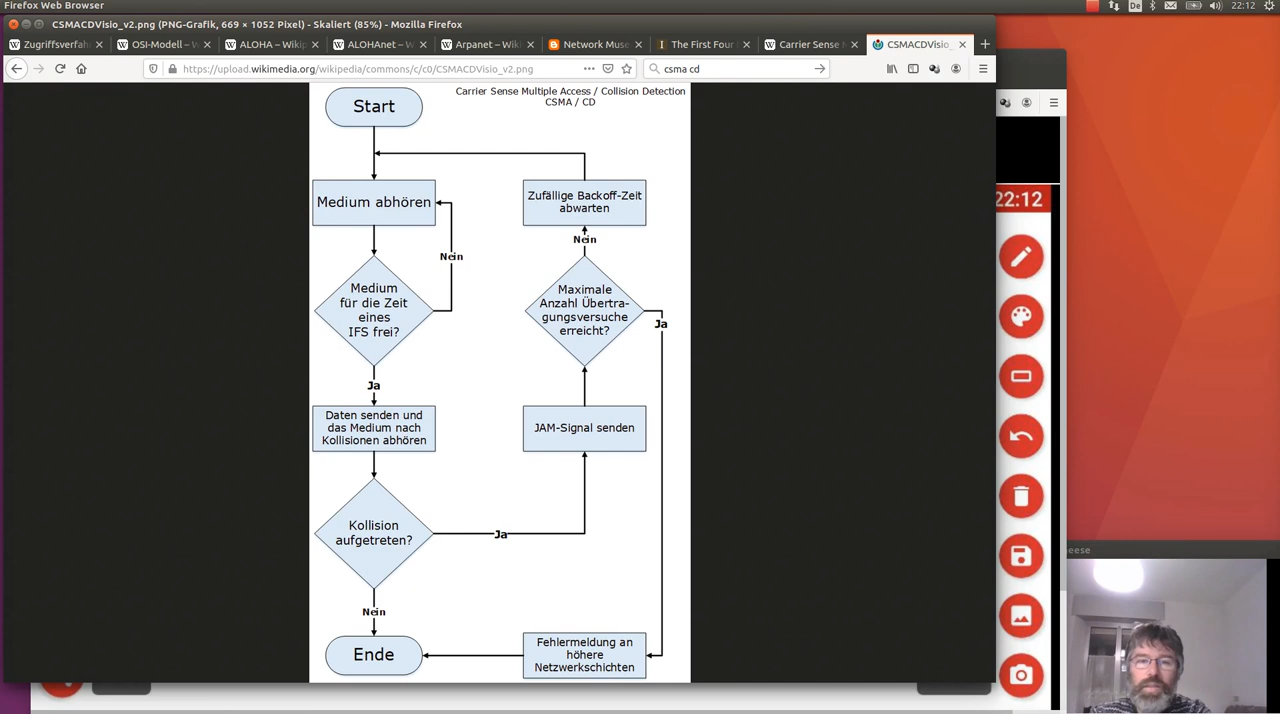 Firefox Web Browser
De
22:12
CSMACDVisio_v2.png (PNG-Grafik, 669 × 1052 Pixel) - Skaliert (85%) - Mozilla Firefox
Zugriffsverfah
OSI-Modell – W
ALOHA – Wikip
ALOHAnet – W
Arpanet – Wiki
Network Muse
The First Four
Carrier Sense M
CSMACDVisio_
https://upload.wikimedia.org/wikipedia/commons/c/c0/CSMACDVisio_v2.png
csma cd
Carrier Sense Multiple Access / Collision Detection
CSMA / CD
Start
Medium abhören
Nein
Medium
für die Zeit
eines
IFS frei?
Ja
Daten senden und
das Medium nach
Kollisionen abhören
Kollision
aufgetreten?
Ja
Nein
Ende
Zufällige Backoff-Zeit
abwarten
Nein
Maximale
Anzahl Übertra-
gungsversuche
erreicht?
Ja
JAM-Signal senden
Fehlermeldung an
höhere
Netzwerkschichten
22:12
eese